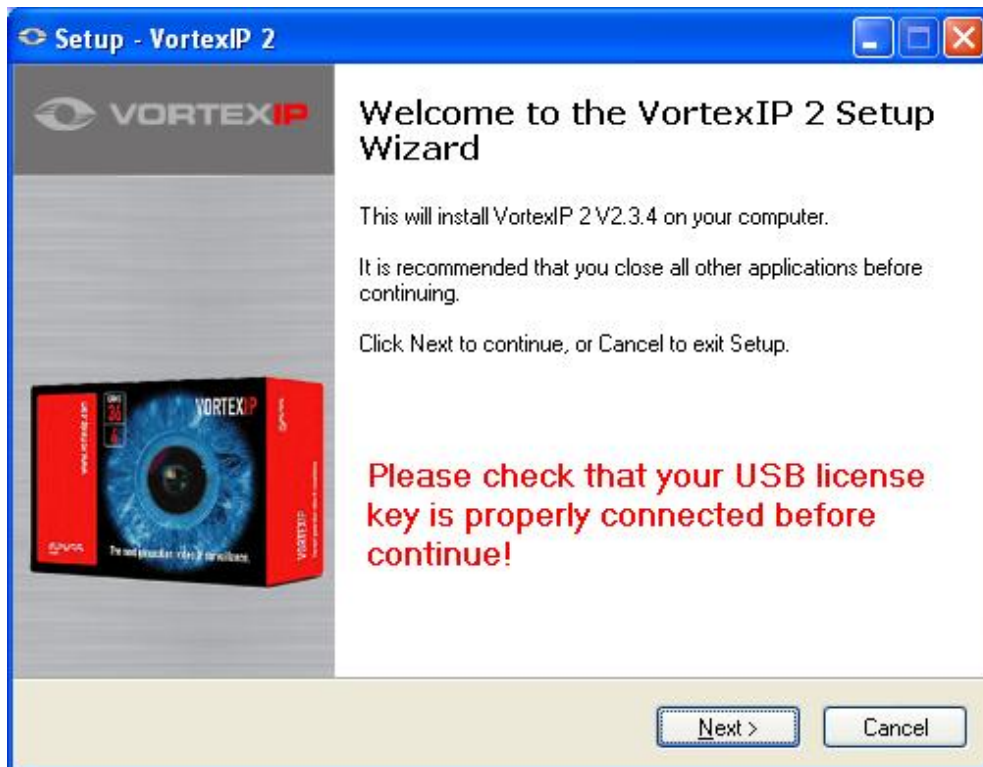 Setup - VortexIP 2
VORTEXIP
Welcome to the VortexIP 2 Setup
Wizard
This will install VortexIP 2 V2.3.4 on your computer.
It is recommended that you close all other applications before
continuing.
Click Next to continue, or Cancel to exit Setup.
VORTEXIP
VORTEXIP
Please check that your USB license
key is properly connected before
continue!
Next >
Cancel